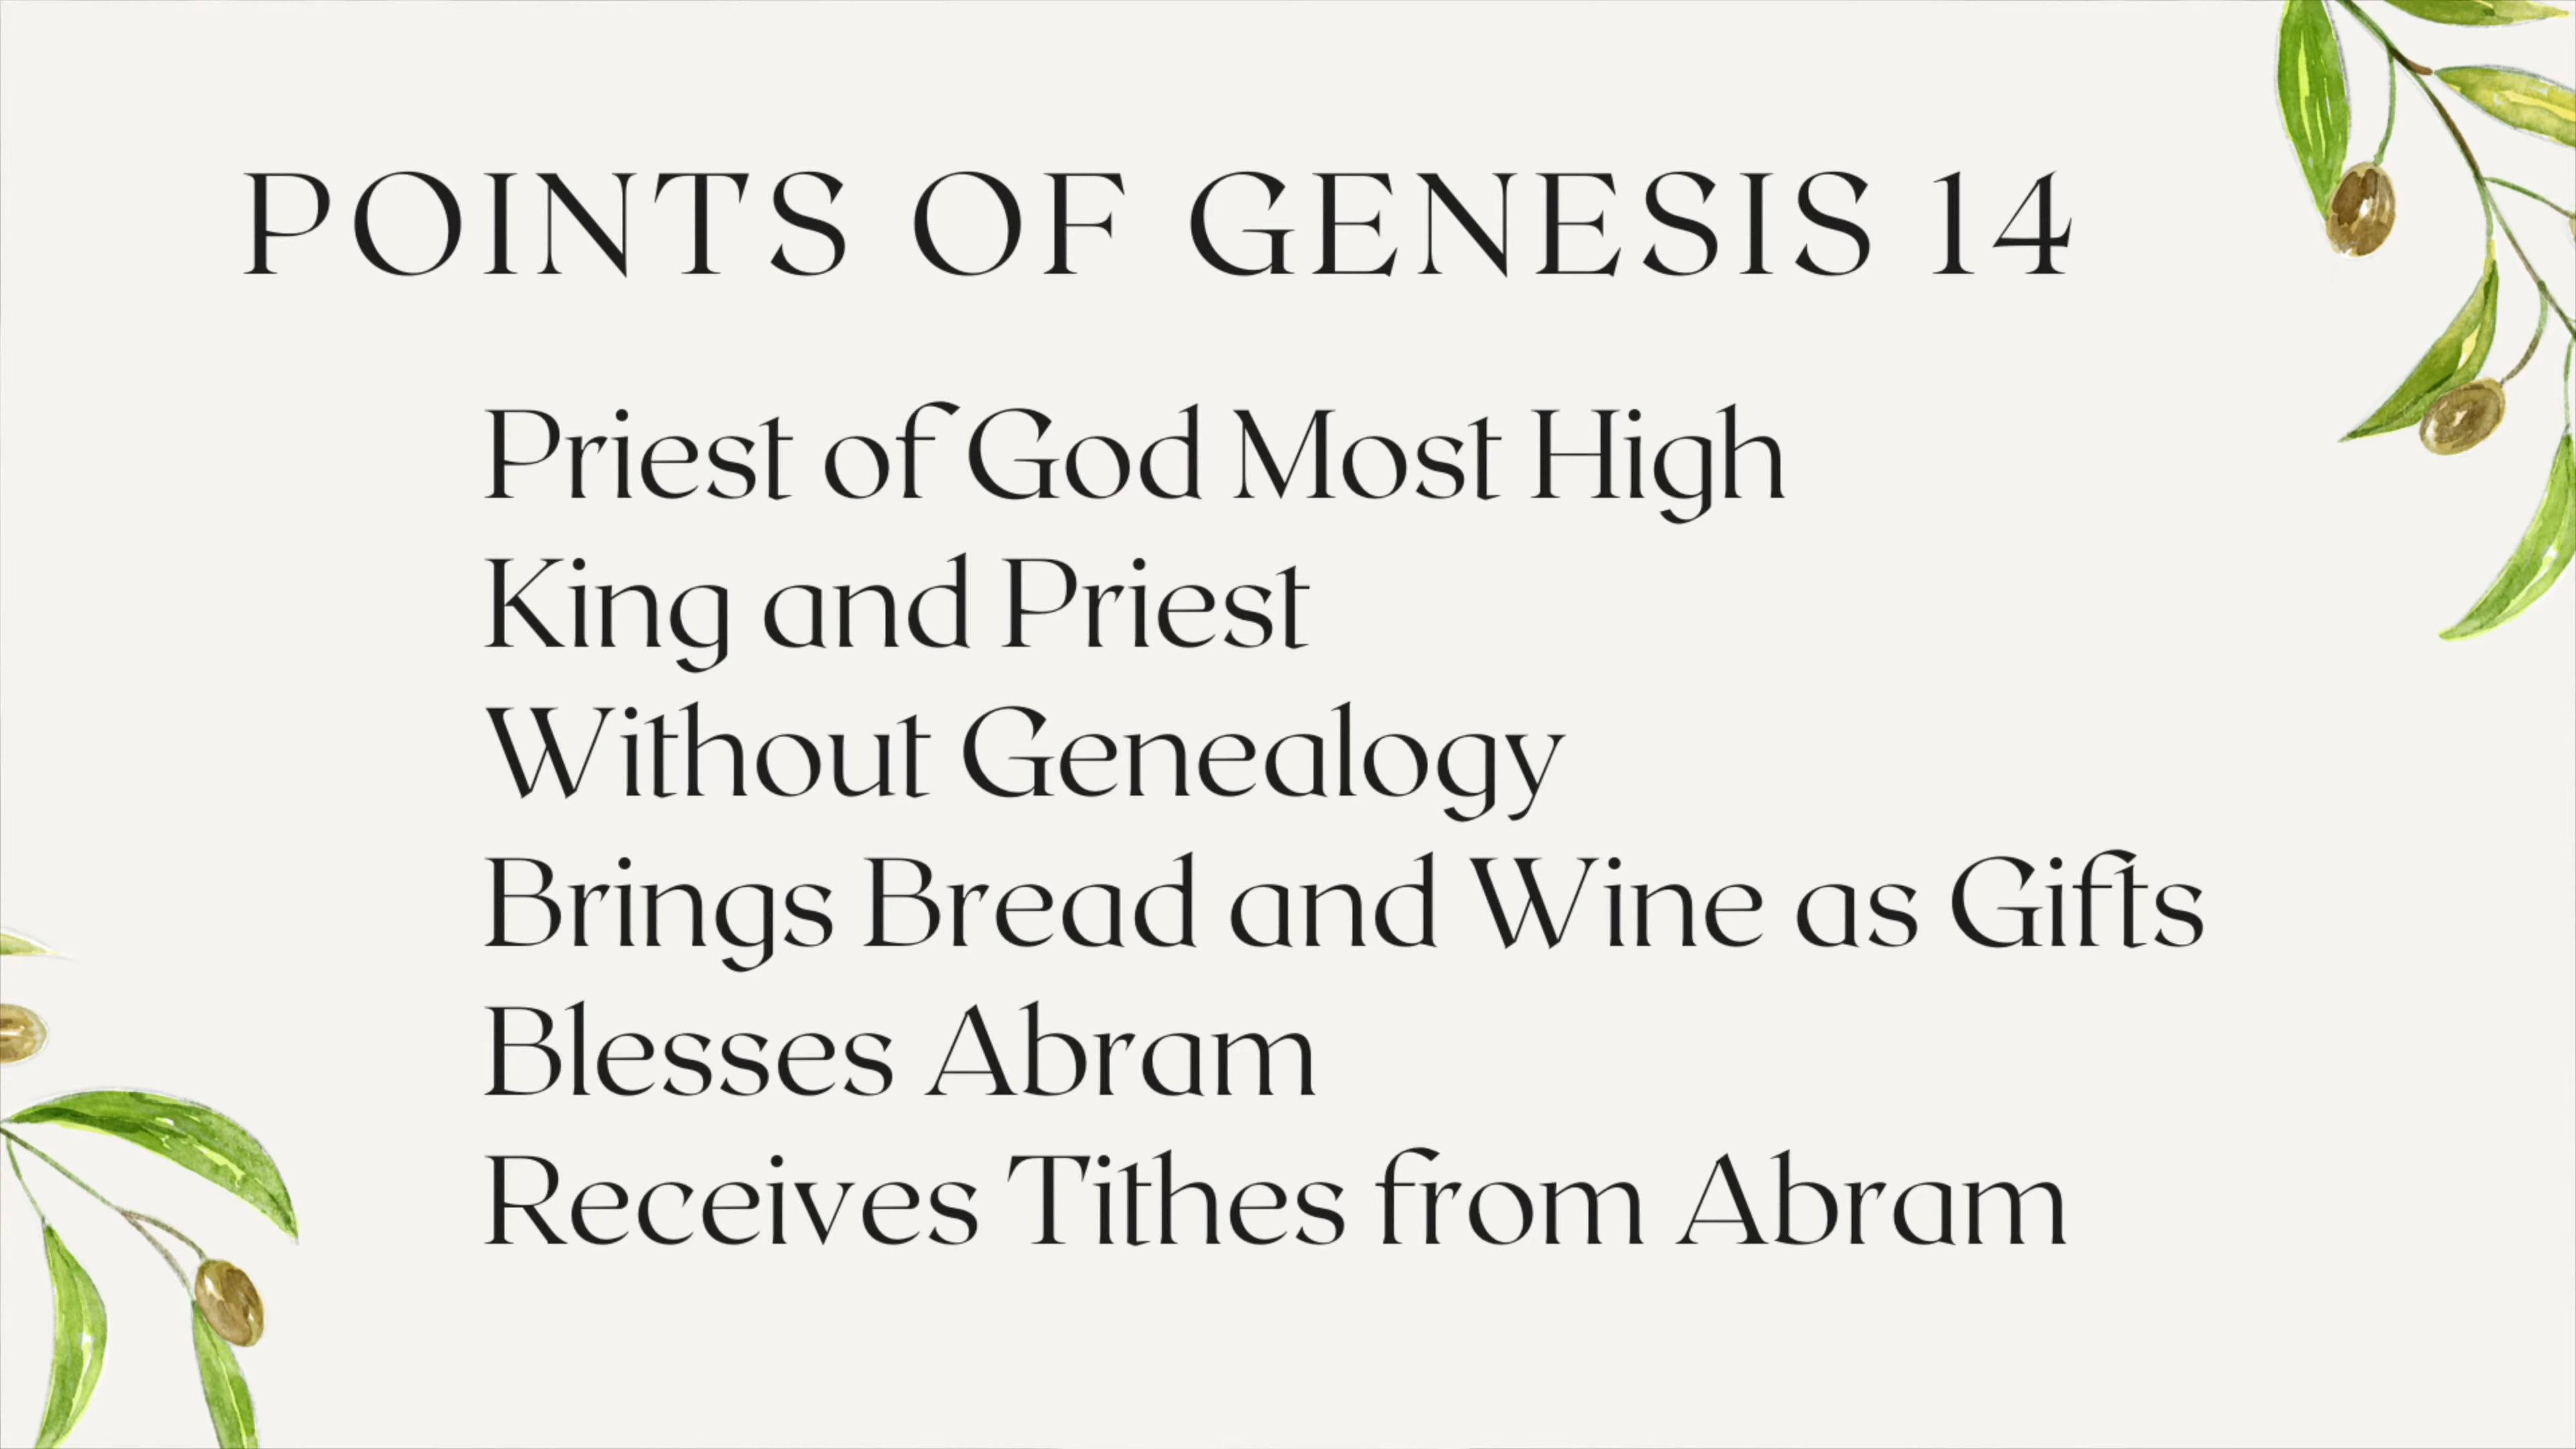 POINTS OF GENESIS 14
Priest of God Most High
King and Priest
Without Genealogy
Brings Bread and Wine as Gifts
Blesses Abram
Receives Tithes from Abram